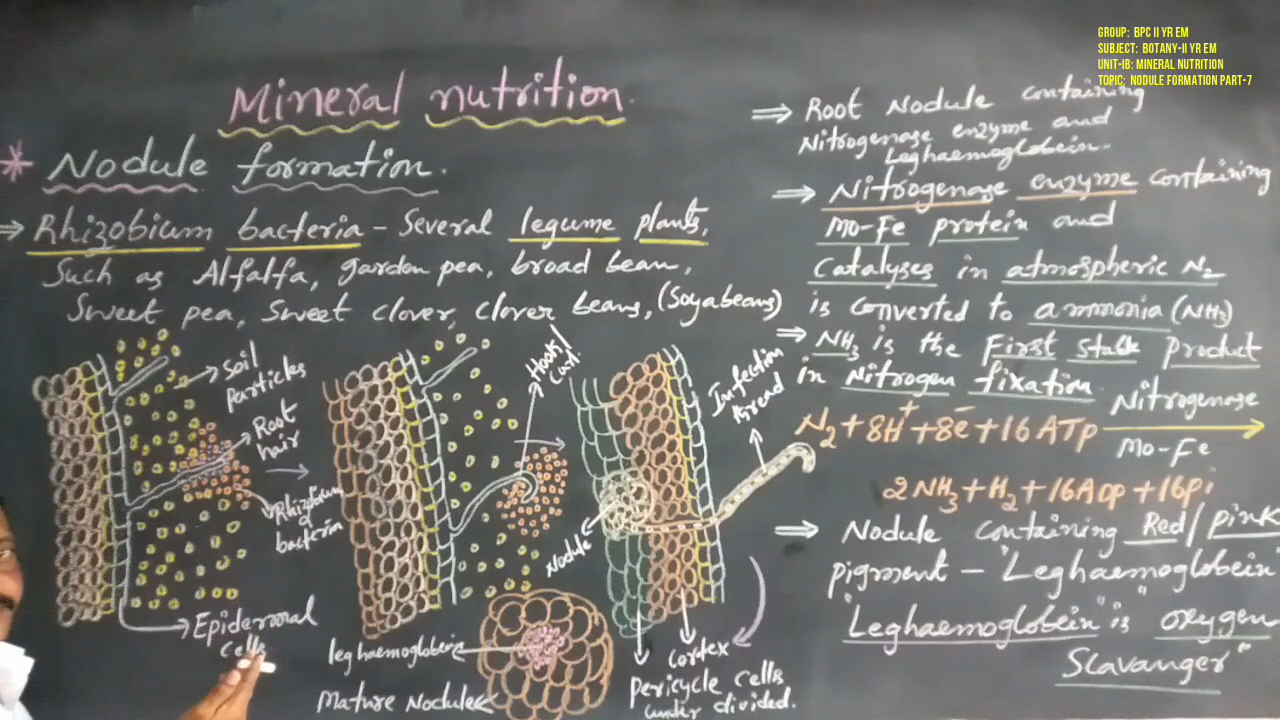 GROUP: BPC II YR EM
SUBJECT: BOTANY-II YR EM
UNIT-IB: MINERAL NUTRITION
TOPIC: NODULE FORMATION PART-7
Mineral nutrition.
* Nodule formation.
⇒ Rhizobium bacteria - Several legume plants,
Such as Alfalfa, garden pea, broad bean,
Sweet pea, Sweet clover, clover beans, (Soyabeans)
Soil
Particles
Root
hair
Rhizobium
bacteria
Epidermal
cells
Hook/
Curl
Infection
thread
Nodule
leghaemoglobein
Mature Nodule
Cortex
Pericycle cells
under divided.
⇒ Root Nodule containing
Nitrogenase enzyme and
Leghaemoglobein.
⇒ Nitrogenase enzyme containing
Mo-Fe protein and
Catalyses in atmospheric N₂
is converted to ammonia (NH₃)
⇒ NH₃ is the First Product
in Nitrogen fixation.
N₂ + 8H⁺ + 8e⁻ + 16 ATP
Nitrogenase
Mo-Fe
2NH₃ + H₂ + 16ADP + 16Pi
⇒ Nodule Containing Red/pink
pigment - "Leghaemoglobein"
"Leghaemoglobein" is oxygen
Scavanger"